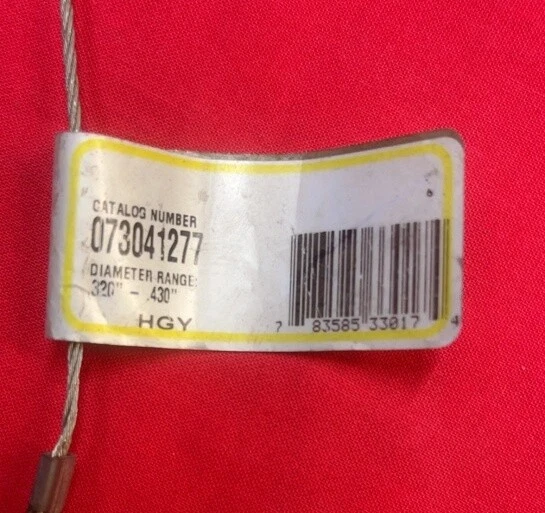 CATALOG NUMBER
073041277
DIAMETER RANGE:
.320" - .430"
HGY
7 83585 33017 4